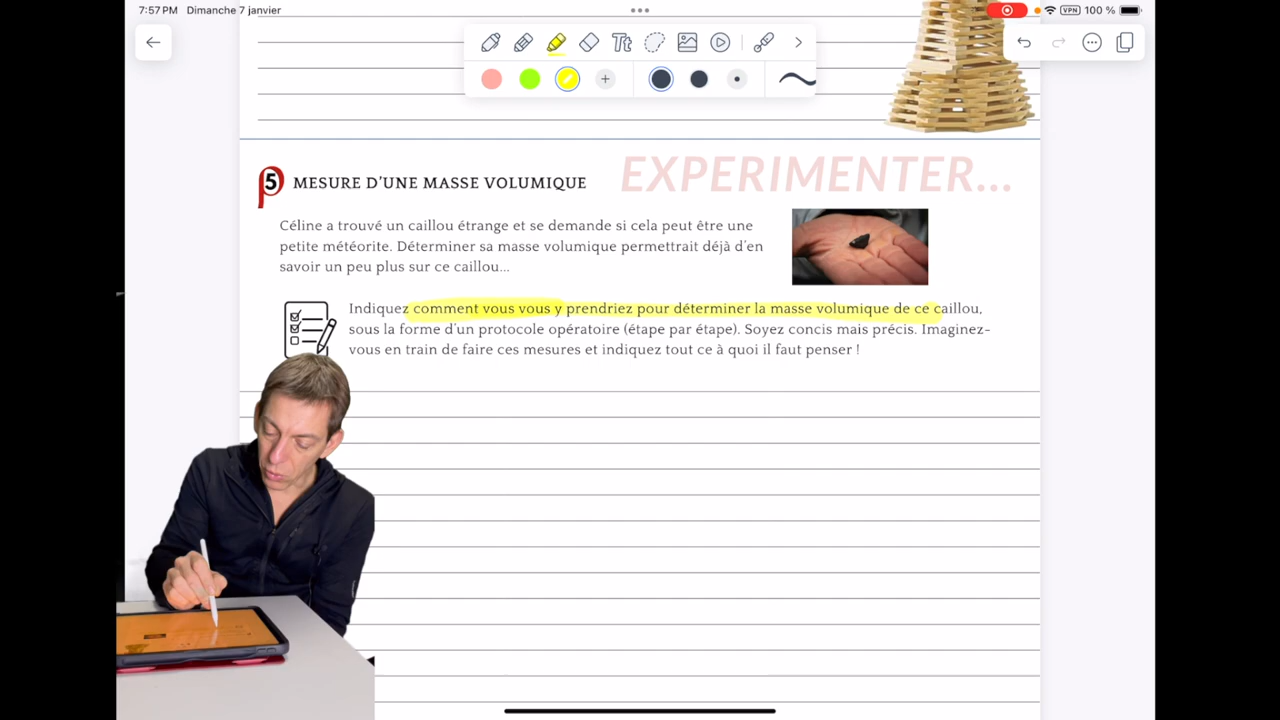 7:57 PM Dimanche 7 janvier
VPN 100 %
Tt
EXPERIMENTER...
5 MESURE D’UNE MASSE VOLUMIQUE
Céline a trouvé un caillou étrange et se demande si cela peut être une
petite météorite. Déterminer sa masse volumique permettrait déjà d’en
savoir un peu plus sur ce caillou...
Indiquez comment vous vous y prendriez pour déterminer la masse volumique de ce caillou,
sous la forme d’un protocole opératoire (étape par étape). Soyez concis mais précis. Imaginez-
vous en train de faire ces mesures et indiquez tout ce à quoi il faut penser !